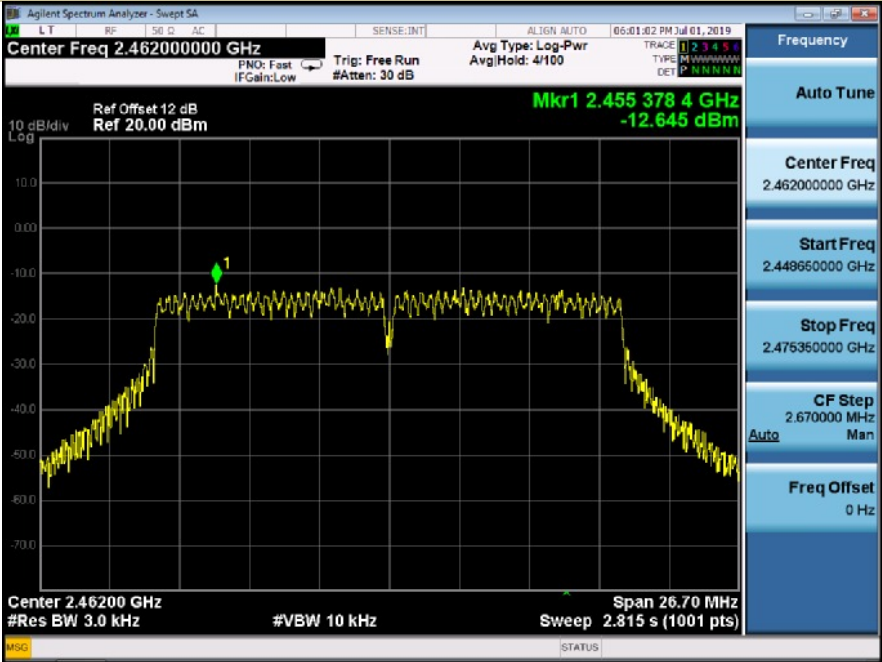 Agilent Spectrum Analyzer - Swept SA
LXI L T RF 50 Ω AC SENSE:INT ALIGN AUTO 06:01:02 PM Jul 01, 2019
Center Freq 2.462000000 GHz
PNO: Fast
IFGain:Low
Trig: Free Run
#Atten: 30 dB
Avg Type: Log-Pwr
Avg|Hold: 4/100
TRACE 1 2 3 4 5 6
TYPE M W W W W W
DET P N N N N N
Mkr1 2.455 378 4 GHz
-12.645 dBm
Ref Offset 12 dB
10 dB/div Ref 20.00 dBm
Log
10.0
0.00
-10.0
-20.0
-30.0
-40.0
-50.0
-60.0
-70.0
1
Center 2.46200 GHz Span 26.70 MHz
#Res BW 3.0 kHz #VBW 10 kHz Sweep 2.815 s (1001 pts)
MSG STATUS
Frequency
Auto Tune
Center Freq
2.462000000 GHz
Start Freq
2.448650000 GHz
Stop Freq
2.475350000 GHz
CF Step
2.670000 MHz
Auto Man
Freq Offset
0 Hz